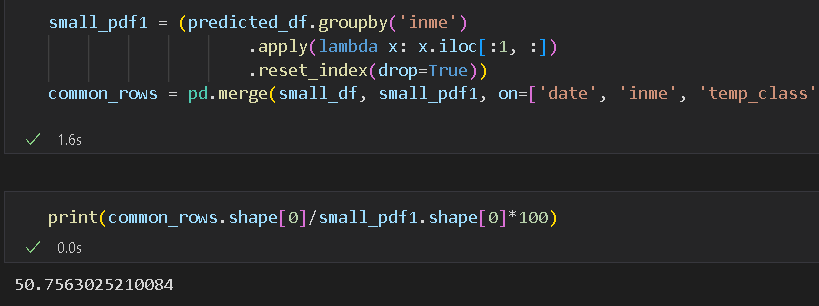 small_pdf1 = (predicted_df.groupby('inme')
.apply(lambda x: x.iloc[:1, :])
.reset_index(drop=True))
common_rows = pd.merge(small_df, small_pdf1, on=['date', 'inme', 'temp_class'
1.6s
print(common_rows.shape[0]/small_pdf1.shape[0]*100)
0.0s
50.7563025210084